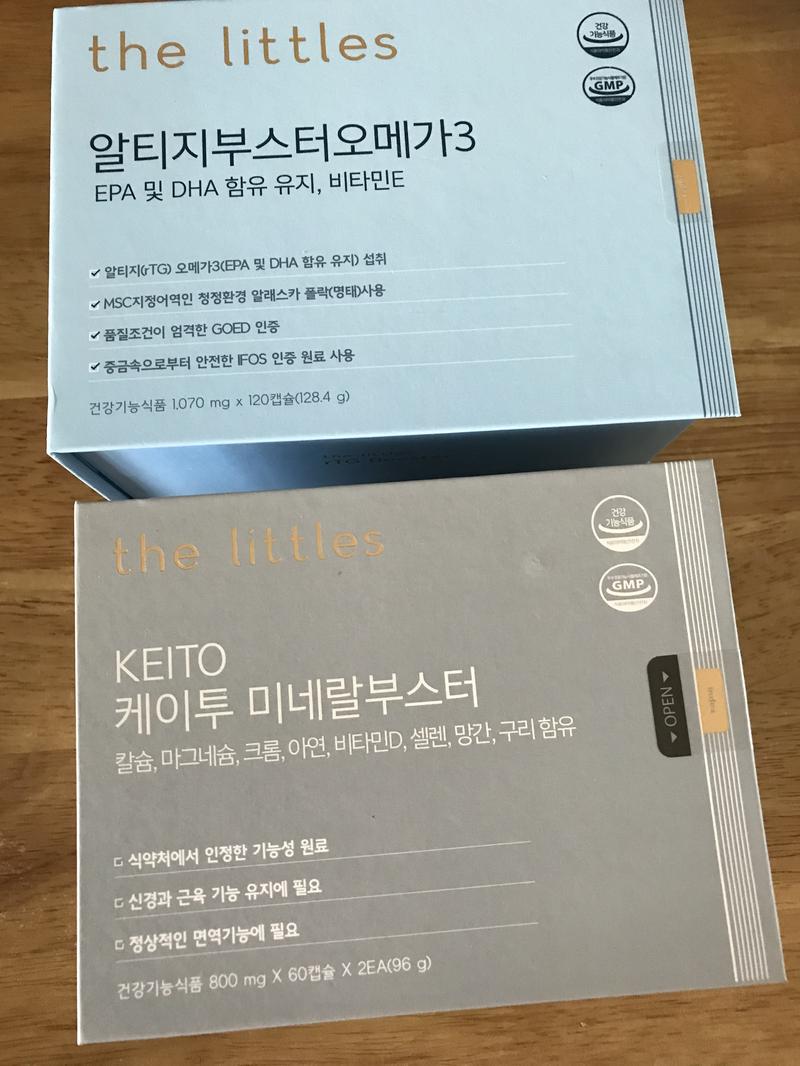 the littles
건강
기능식품
GMP
알티지부스터오메가3
EPA 및 DHA 함유 유지, 비타민E
알티지(rTG) 오메가3(EPA 및 DHA 함유 유지) 섭취
MSC지정어역인 청정환경 알래스카 폴락(명태)사용
품질조건이 엄격한 GOED 인증
중금속으로부터 안전한 IFOS 인증 원료 사용
건강기능식품 1,070 mg x 120캡슐(128.4 g)
the littles
건강
기능식품
GMP
KEITO
케이투 미네랄부스터
칼슘, 마그네슘, 크롬, 아연, 비타민D, 셀렌, 망간, 구리 함유
OPEN
식약처에서 인정한 기능성 원료
신경과 근육 기능 유지에 필요
정상적인 면역기능에 필요
건강기능식품 800 mg X 60캡슐 X 2EA(96 g)